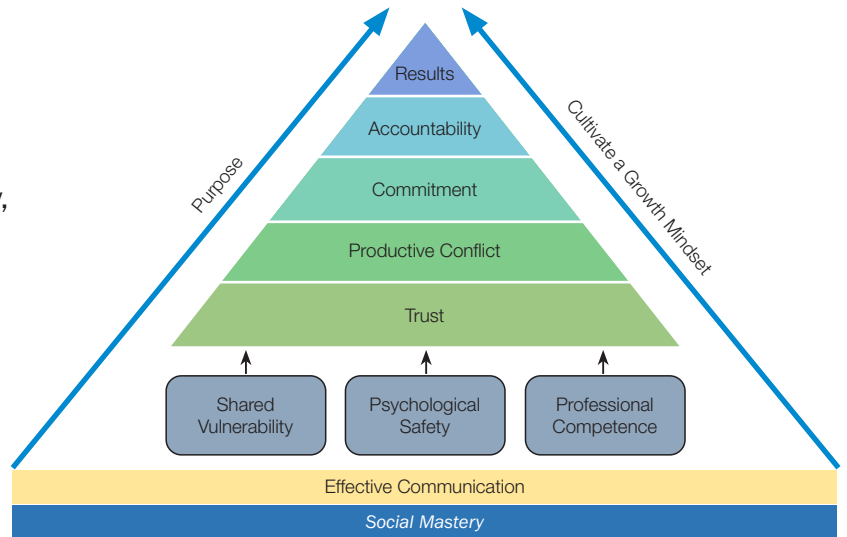 Results
Accountability
Commitment
Productive Conflict
Trust
Purpose
Cultivate a Growth Mindset
Shared
Vulnerability
Psychological
Safety
Professional
Competence
Effective Communication
Social Mastery